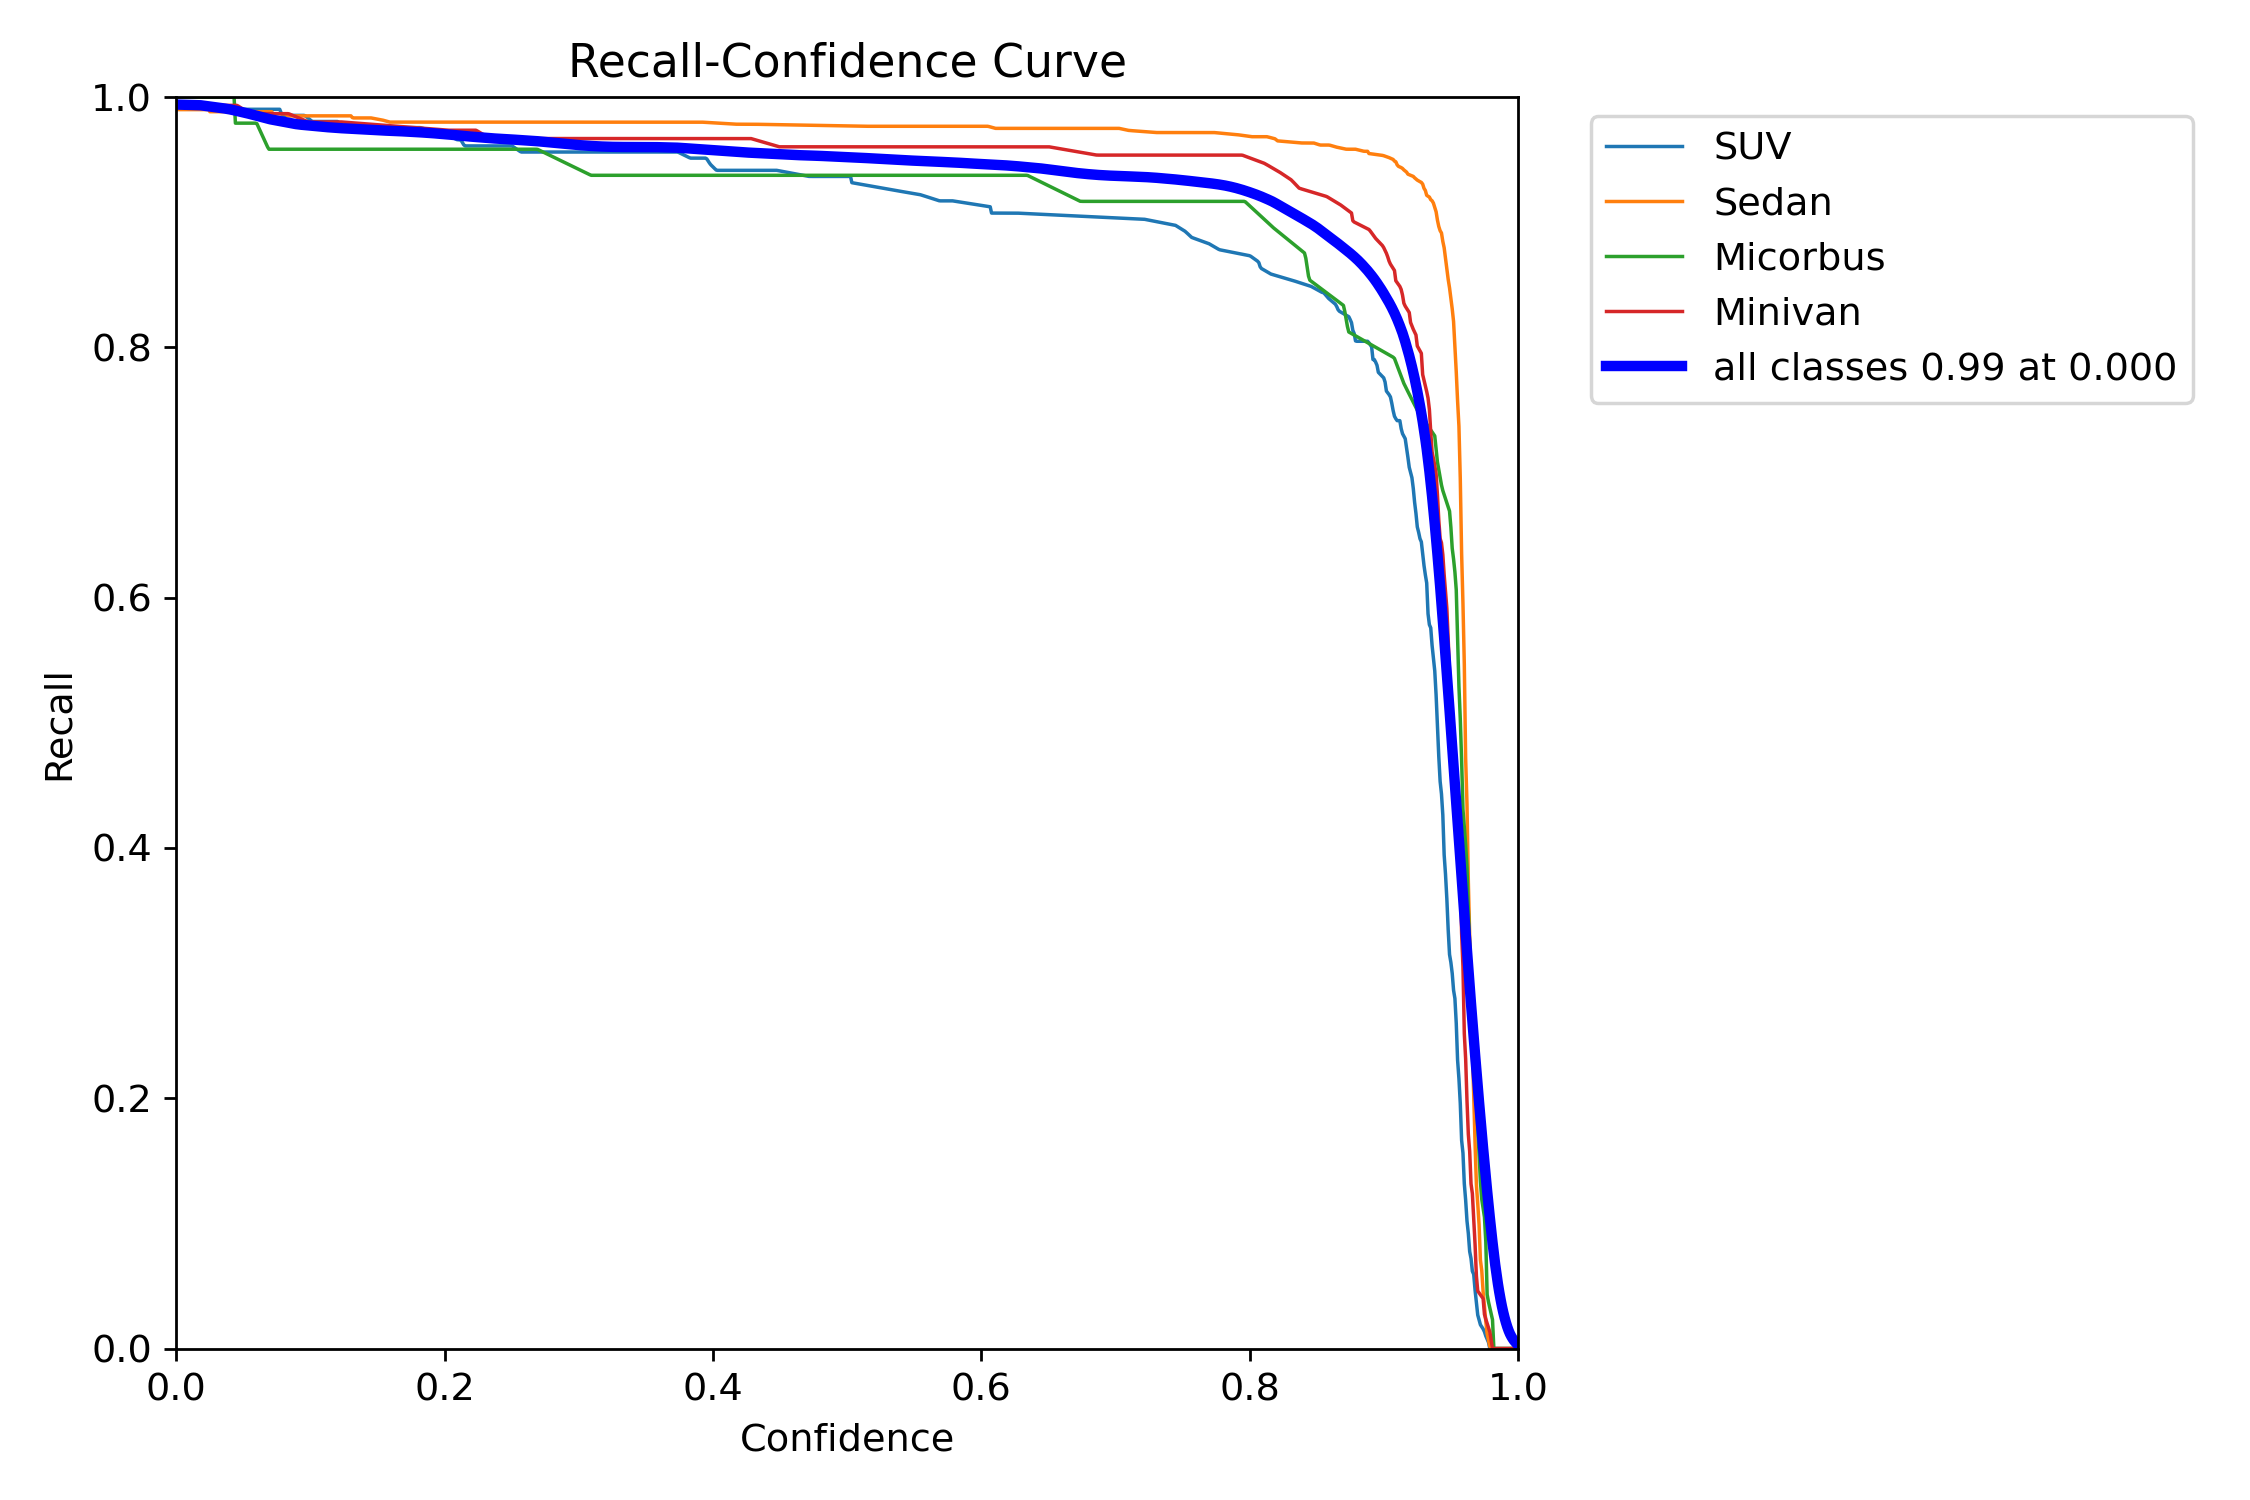 Recall-Confidence Curve
1.0
0.8
0.6
0.4
0.2
0.0
Recall
0.0 0.2 0.4 0.6 0.8 1.0
Confidence
SUV
Sedan
Micorbus
Minivan
all classes 0.99 at 0.000